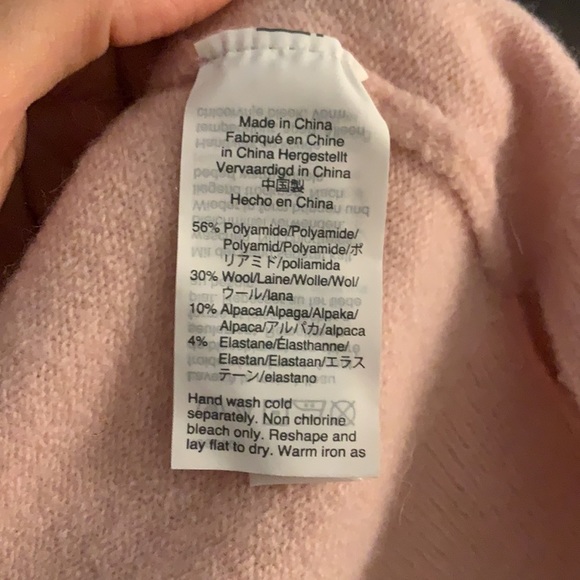 Made in China
Fabriqué en Chine
in China Hergestellt
Vervaardigd in China
中国製
Hecho en China
56% Polyamide/Polyamide/
Polyamid/Polyamide/ポ
リアミド/poliamida
30% Wool/Laine/Wolle/Wol/
ウール/lana
10% Alpaca/Alpaga/Alpaka/
Alpaca/アルパカ/alpaca
4% Elastane/Élasthanne/
Elastan/Elastaan/エラス
テーン/elastano
Hand wash cold
separately. Non chlorine
bleach only. Reshape and
lay flat to dry. Warm iron as